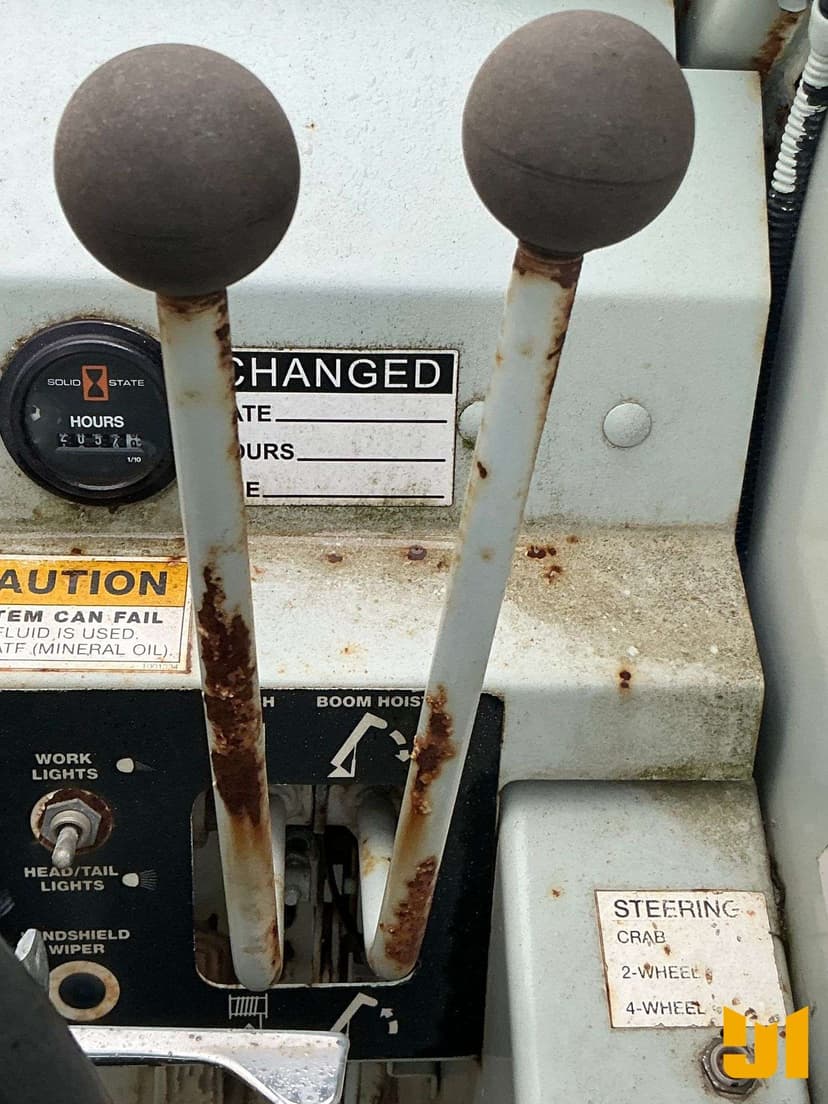 SOLID STATE
HOURS
1/10
CHANGED
ATE
OURS
E
AUTION
TEM CAN FAIL
FLUID IS USED.
ATF (MINERAL OIL).
H
BOOM HOIST
WORK
LIGHTS
HEAD/TAIL
LIGHTS
INDSHIELD
WIPER
STEERING
CRAB
2-WHEEL
4-WHEEL